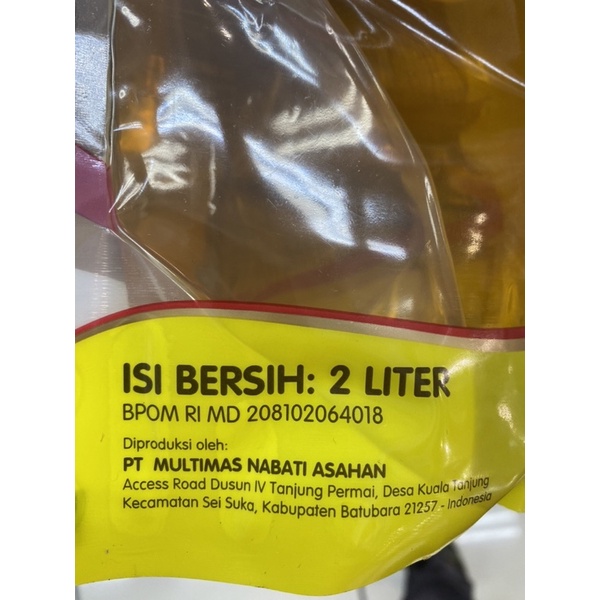 ISI BERSIH: 2 LITER
BPOM RI MD 208102064018
Diproduksi oleh:
PT MULTIMAS NABATI ASAHAN
Access Road Dusun IV Tanjung Permai, Desa Kuala Tanjung
Kecamatan Sei Suka, Kabupaten Batubara 21257 - Indonesia